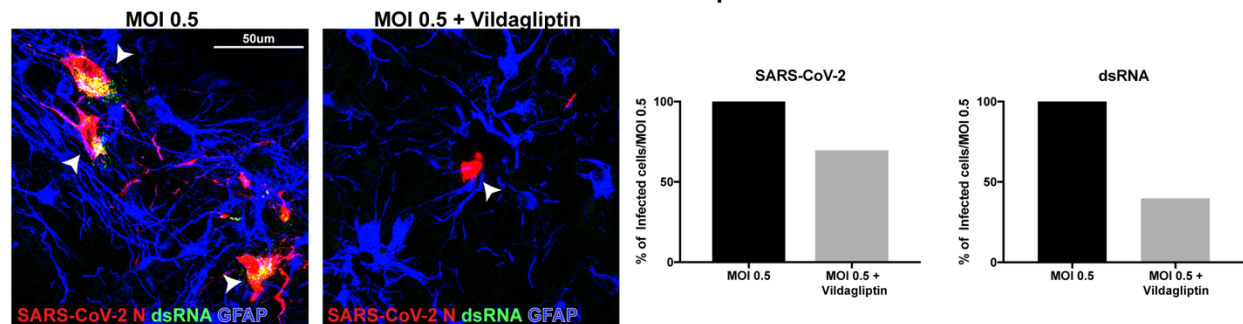 MOI 0.5
50um
SARS-CoV-2 N dsRNA GFAP
MOI 0.5 + Vildagliptin
SARS-CoV-2 N dsRNA GFAP
SARS-CoV-2
% of Infected cells/MOI 0.5
100
50
0
MOI 0.5
MOI 0.5 +
Vildagliptin
dsRNA
% of Infected cells/MOI 0.5
100
50
0
MOI 0.5
MOI 0.5 +
Vildagliptin